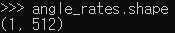 >>> angle_rates.shape
(1, 512)